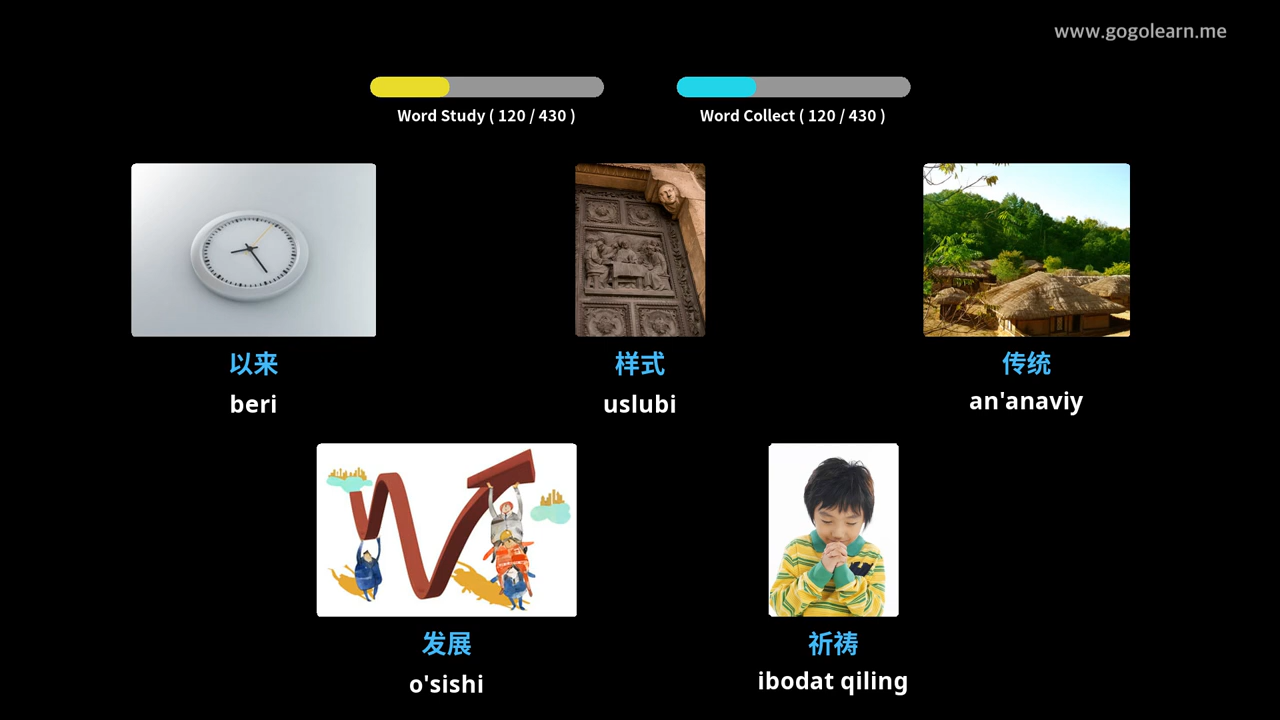 www.gogolearn.me
Word Study ( 120 / 430 )
Word Collect ( 120 / 430 )
以来
beri
样式
uslubi
传统
an'anaviy
发展
o'sishi
祈祷
ibodat qiling